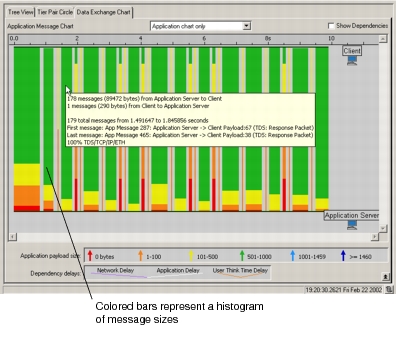 Tree View Tier Pair Circle Data Exchange Chart
Application Message Chart Application chart only Show Dependencies
0.0 2 4 6 8 10
Client
178 messages (89472 bytes) from Application Server to Client
1 messages (290 bytes) from Client to Application Server
179 total messages from 1.491647 to 1.845856 seconds
First message: App Message 287: Application Server -> Client Payload:67 (TDS: Response Packet)
Last message: App Message 465: Application Server -> Client Payload:38 (TDS: Response Packet)
100% TDS/TCP/IP/ETH
Application Server
Application payload size: 0 bytes 1-100 101-500 501-1000 1001-1459 >= 1460
Dependency delays: Network Delay Application Delay User Think Time Delay
19:20:30.2621 Fri Feb 22 2002
Colored bars represent a histogram
of message sizes